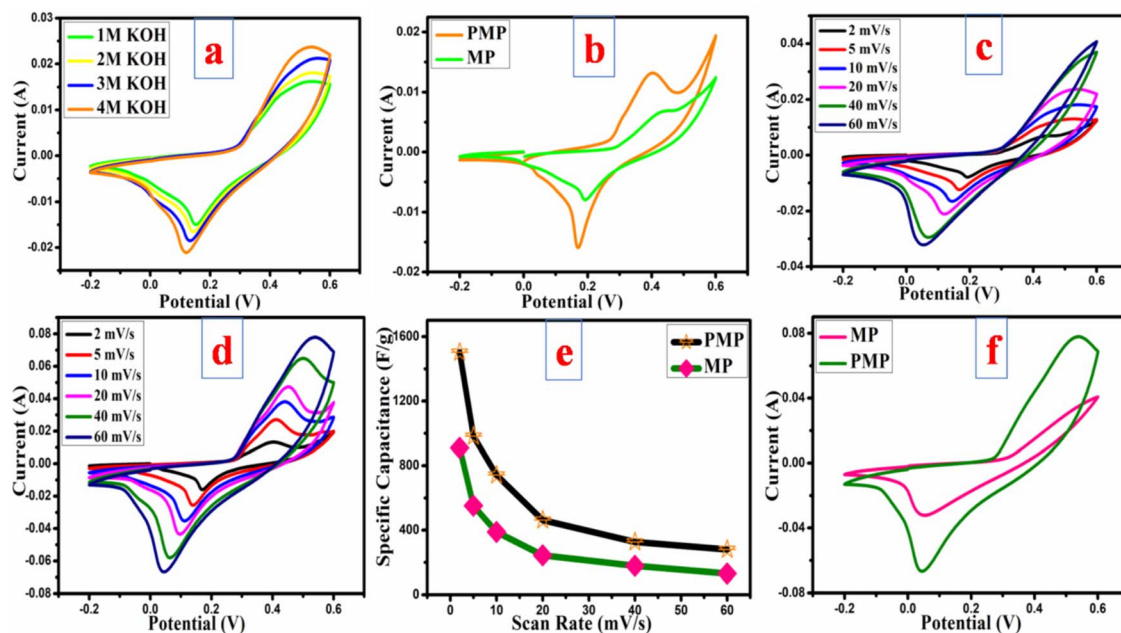 a
1M KOH
2M KOH
3M KOH
4M KOH
Current (A)
0.03
0.02
0.01
0.00
-0.01
-0.02
0.03
-0.2
0.0
0.2
0.4
0.6
Potential (V)
b
PMP
MP
Current (A)
0.02
0.01
0.00
-0.01
0.02
-0.2
0.0
0.2
0.4
0.6
Potential (V)
c
2 mV/s
5 mV/s
10 mV/s
20 mV/s
40 mV/s
60 mV/s
Current (A)
0.04
0.02
0.00
-0.02
-0.04
-0.2
0.0
0.2
0.4
0.6
Potential (V)
d
2 mV/s
5 mV/s
10 mV/s
20 mV/s
40 mV/s
60 mV/s
Current (A)
0.08
0.06
0.04
0.02
0.00
-0.02
-0.04
-0.06
-0.08
-0.2
0.0
0.2
0.4
0.6
Potential (V)
e
PMP
MP
Specific Capacitance (F/g)
1600
1200
800
400
0
0
10
20
30
40
50
60
Scan Rate (mV/s)
f
MP
PMP
Current (A)
0.08
0.04
0.00
-0.04
-0.08
-0.2
0.0
0.2
0.4
0.6
Potential (V)